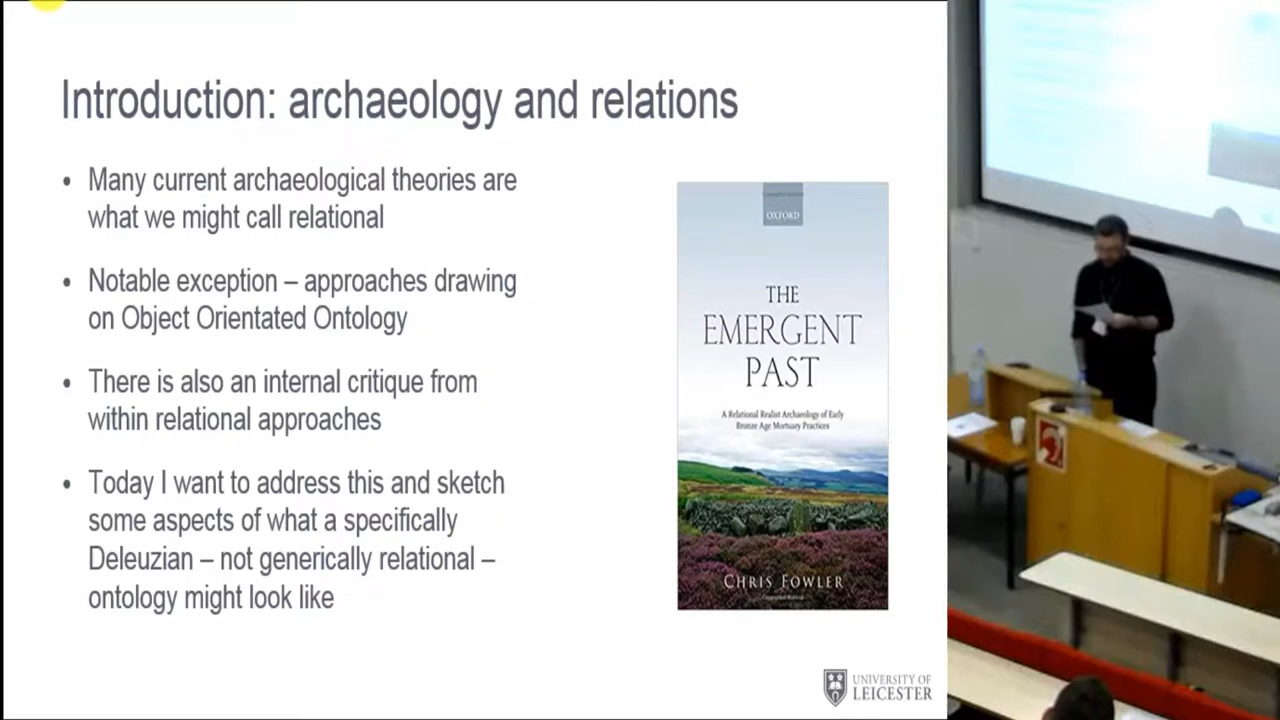 Introduction: archaeology and relations
• Many current archaeological theories are
what we might call relational
• Notable exception – approaches drawing
on Object Orientated Ontology
• There is also an internal critique from
within relational approaches
• Today I want to address this and sketch
some aspects of what a specifically
Deleuzian – not generically relational –
ontology might look like
OXFORD
THE
EMERGENT
PAST
A Relational Realist Archaeology of Early
Bronze Age Mortuary Practices
CHRIS FOWLER
UNIVERSITY OF
LEICESTER